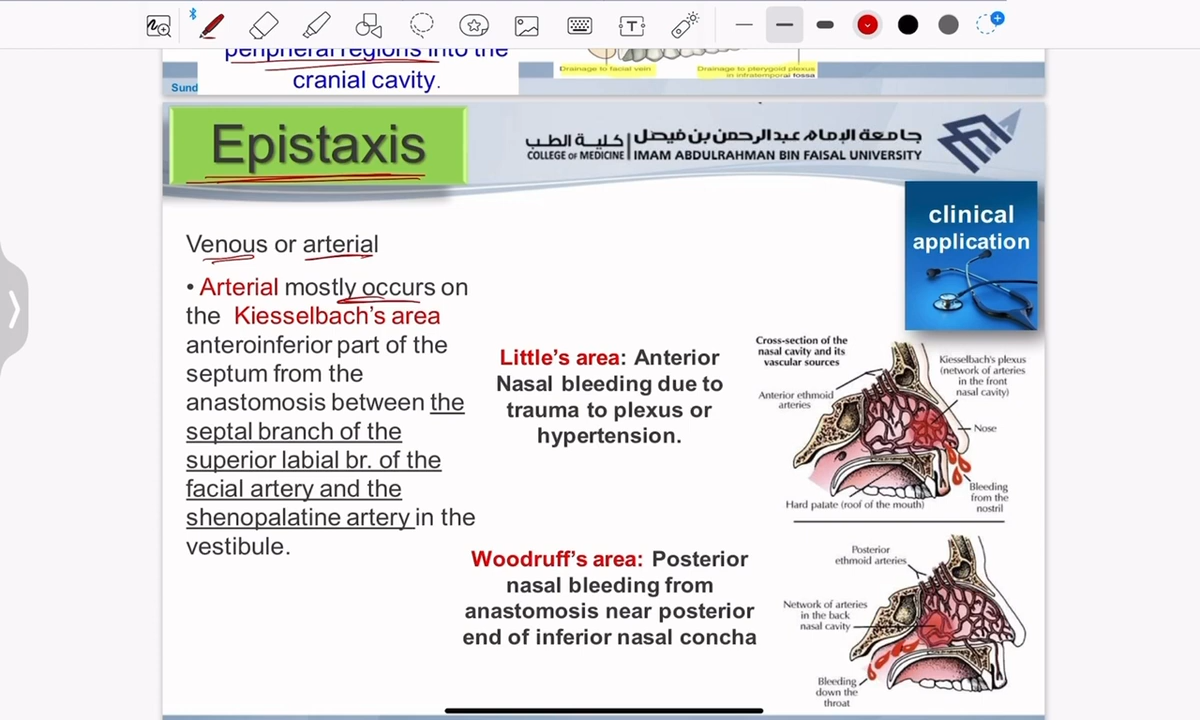 peripheral regions into the
cranial cavity.
Sund
Drainage to facial vein
Drainage to pterygoid plexus
in infratemporal fossa
Epistaxis
جامعة الإمام عبدالرحمن بن فيصل | كلية الطب
COLLEGE OF MEDICINE | IMAM ABDULRAHMAN BIN FAISAL UNIVERSITY
clinical
application
Venous or arterial
• Arterial mostly occurs on
the Kiesselbach's area
anteroinferior part of the
septum from the
anastomosis between the
septal branch of the
superior labial br. of the
facial artery and the
shenopalatine artery in the
vestibule.
Little's area: Anterior
Nasal bleeding due to
trauma to plexus or
hypertension.
Woodruff's area: Posterior
nasal bleeding from
anastomosis near posterior
end of inferior nasal concha
Cross-section of the
nasal cavity and its
vascular sources
Anterior ethmoid
arteries
Kiesselbach's plexus
(network of arteries
in the front
nasal cavity)
Nose
Bleeding
from the
nostril
Hard palate (roof of the mouth)
Posterior
ethmoid arteries
Network of arteries
in the back
nasal cavity
Bleeding
down the
throat